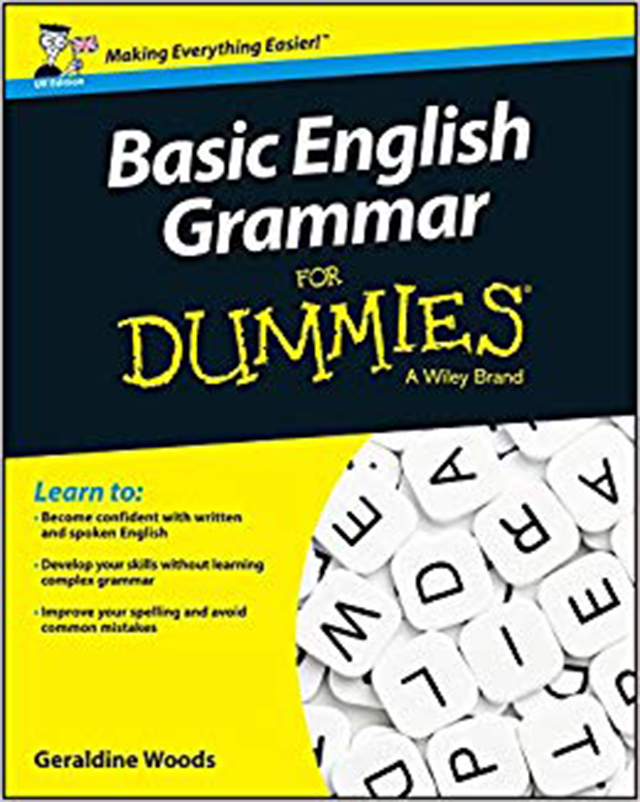 Making Everything Easier!™
UK Edition
Basic English
Grammar
FOR
DUMMIES®
A Wiley Brand
Learn to:
• Become confident with written
and spoken English
• Develop your skills without learning
complex grammar
• Improve your spelling and avoid
common mistakes
Geraldine Woods
A
A
E
R
D
E
W
I
L
D
P
T